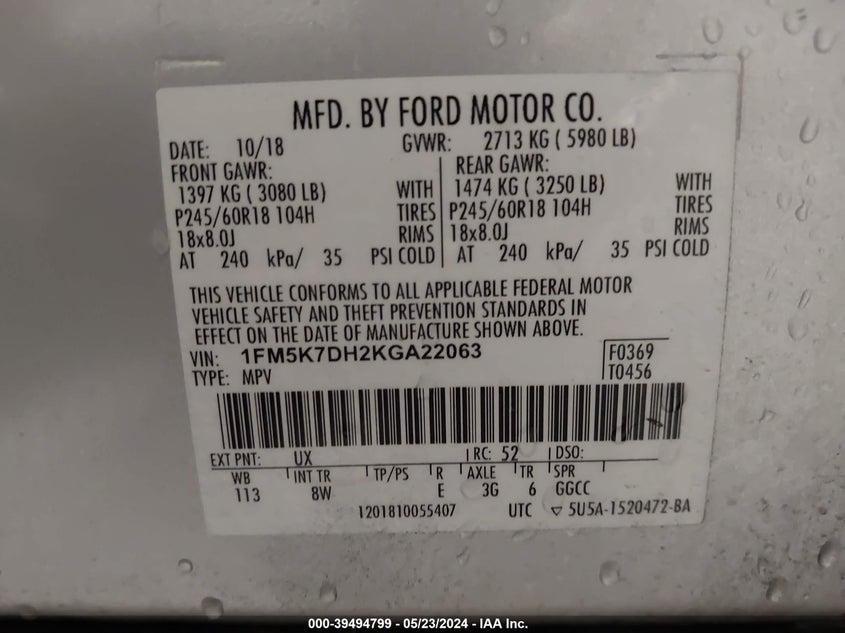 MFD. BY FORD MOTOR CO.
DATE: 10/18 GVWR: 2713 KG ( 5980 LB)
FRONT GAWR: REAR GAWR:
1397 KG ( 3080 LB) WITH 1474 KG ( 3250 LB) WITH
P245/60R18 104H TIRES P245/60R18 104H TIRES
18x8.0J RIMS 18x8.0J RIMS
AT 240 kPa/ 35 PSI COLD AT 240 kPa/ 35 PSI COLD
THIS VEHICLE CONFORMS TO ALL APPLICABLE FEDERAL MOTOR
VEHICLE SAFETY AND THEFT PREVENTION STANDARDS IN
EFFECT ON THE DATE OF MANUFACTURE SHOWN ABOVE.
VIN: 1FM5K7DH2KGA22063 F0369
TYPE: MPV T0456
EXT PNT: UX RC: 52 DSO:
WB INT TR TP/PS R AXLE TR SPR
113 8W E 3G 6 GGCC
1201810055407 UTC ▽ 5U5A-1520472-BA
000-39494799 - 05/23/2024 - IAA Inc.